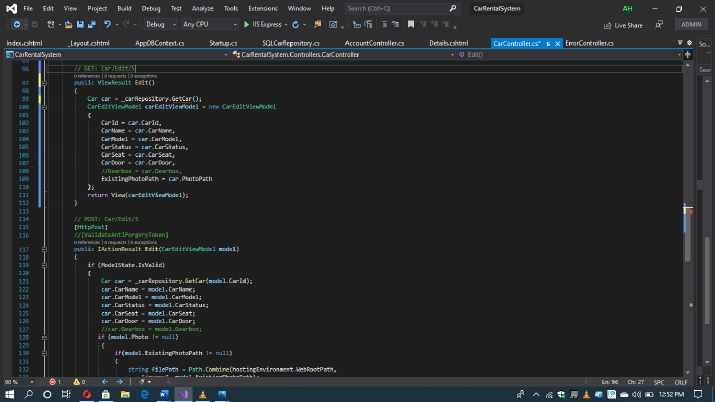 File Edit View Git Project Build Debug Test Analyze Tools Extensions Window Help Search (Ctrl+Q) CarRentalSystem AH
Debug Any CPU IIS Express Live Share ADMIN
Index.cshtml _Layout.cshtml AppDBContext.cs Startup.cs SQLCarRepository.cs AccountController.cs Details.cshtml CarController.cs* ErrorController.cs So...
CarRentalSystem CarRentalSystem.Controllers.CarController Edit()
96 // GET: Car/Edit/5
0 references | 0 requests | 0 exceptions
97 public ViewResult Edit()
98 {
99 Car car = _carRepository.GetCar();
100 CarEditViewModel carEditViewModel = new CarEditViewModel
101 {
102 CarId = car.CarId,
103 CarName = car.CarName,
104 CarModel = car.CarModel,
105 CarStatus = car.CarStatus,
106 CarSeat = car.CarSeat,
107 CarDoor = car.CarDoor,
108 //Gearbox = car.Gearbox,
109 ExistingPhotoPath = car.PhotoPath
110 };
111 return View(carEditViewModel);
112 }
113
114 // POST: Car/Edit/5
115 [HttpPost]
116 //[ValidateAntiForgeryToken]
0 references | 0 requests | 0 exceptions
117 public IActionResult Edit(CarEditViewModel model)
118 {
119 if (ModelState.IsValid)
120 {
121 Car car = _carRepository.GetCar(model.CarId);
122 car.CarName = model.CarName;
123 car.CarModel = model.CarModel;
124 car.CarStatus = model.CarStatus;
125 car.CarSeat = model.CarSeat;
126 car.CarDoor = model.CarDoor;
127 //car.Gearbox = model.Gearbox;
128 if (model.Photo != null)
129 {
130 if(model.ExistingPhotoPath != null)
131 {
132 string filePath = Path.Combine(hostingEnvironment.WebRootPath,
90 % 1 0 Ln: 96 Ch: 27 SPC CRLF
12:52 PM